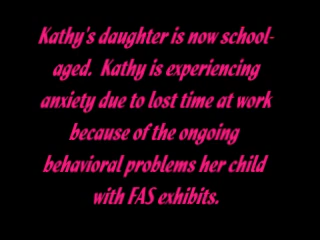 Kathy's daughter is now school-
aged.  Kathy is experiencing
anxiety due to lost time at work
because of the ongoing
behavioral problems her child
with FAS exhibits.